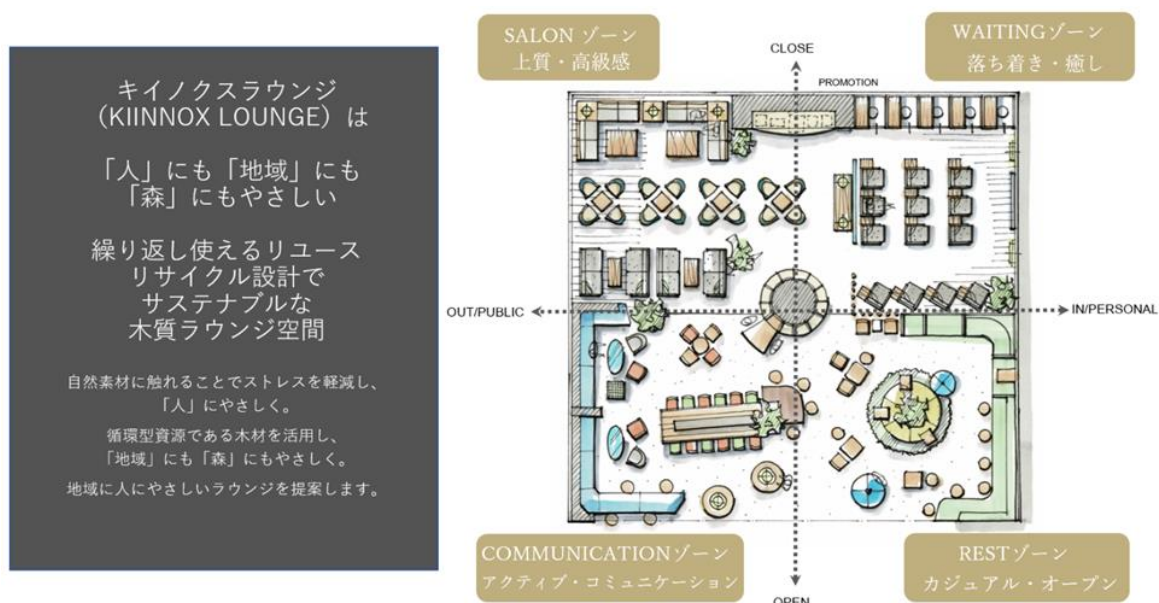 キイノクスラウンジ
（KIINNOX LOUNGE）は
「人」にも「地域」にも
「森」にもやさしい
繰り返し使えるリユース
リサイクル設計で
サステナブルな
木質ラウンジ空間
自然素材に触れることでストレスを軽減し、
「人」にやさしく。
循環型資源である木材を活用し、
「地域」にも「森」にもやさしく。
地域に人にやさしいラウンジを提案します。
SALON ゾーン
上質・高級感
CLOSE
WAITINGゾーン
落ち着き・癒し
PROMOTION
OUT/PUBLIC
IN/PERSONAL
COMMUNICATIONゾーン
アクティブ・コミュニケーション
RESTゾーン
カジュアル・オープン
OPEN